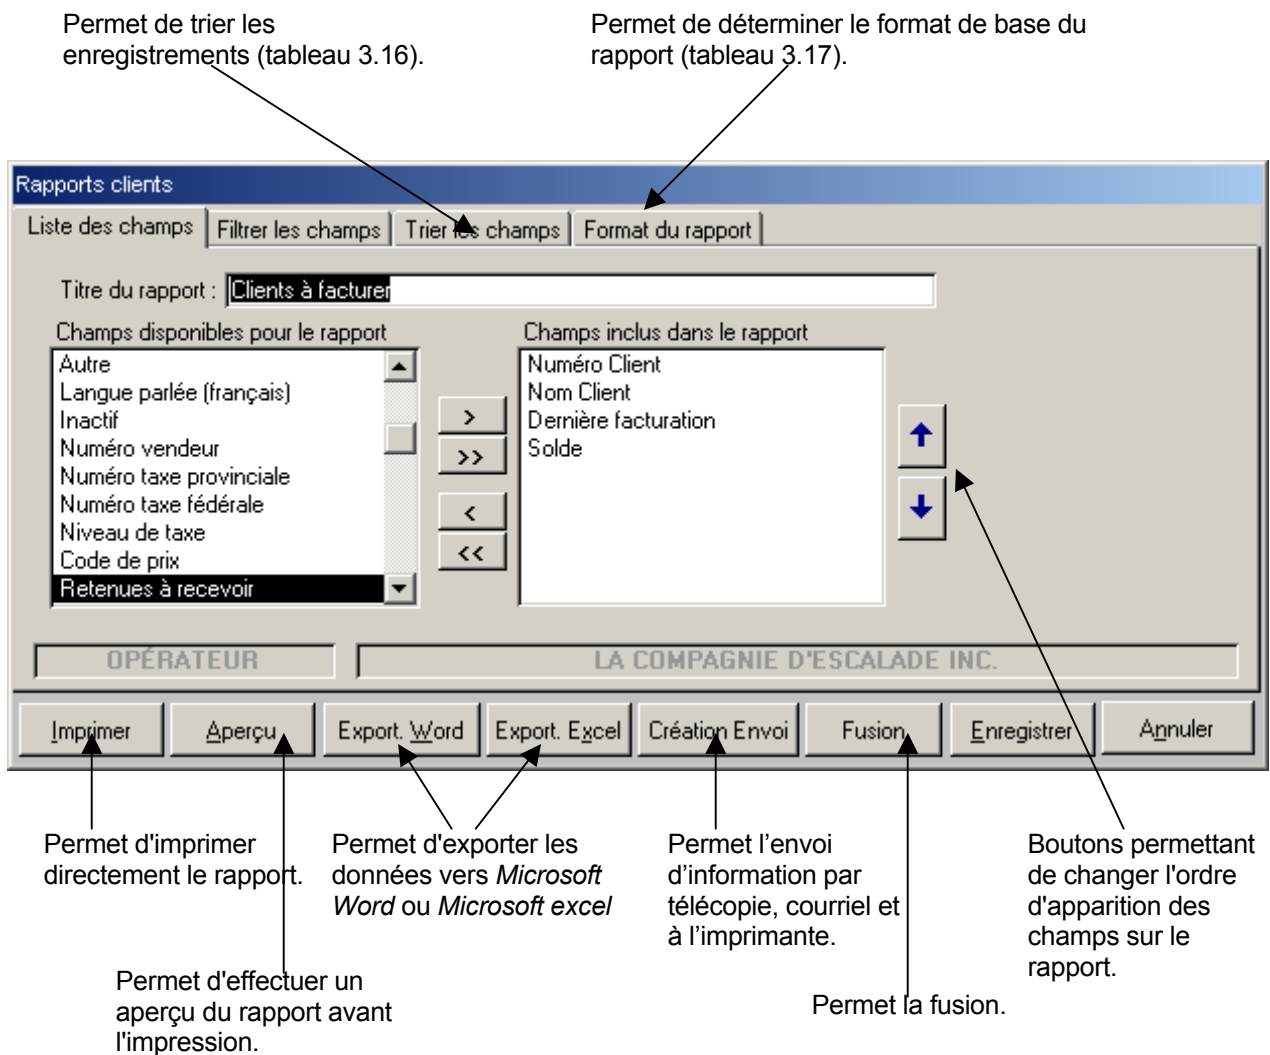 Permet de trier les
enregistrements (tableau 3.16).
Permet de déterminer le format de base du
rapport (tableau 3.17).
Rapports clients
Liste des champs
Filtrer les champs
Trier les champs
Format du rapport
Titre du rapport :
Clients à facturer
Champs disponibles pour le rapport
Autre
Langue parlée (français)
Inactif
Numéro vendeur
Numéro taxe provinciale
Numéro taxe fédérale
Niveau de taxe
Code de prix
Retenues à recevoir
>
>>
<
<<
Champs inclus dans le rapport
Numéro Client
Nom Client
Dernière facturation
Solde
OPÉRATEUR
LA COMPAGNIE D'ESCALADE INC.
Imprimer
Aperçu
Export. Word
Export. Excel
Création Envoi
Fusion
Enregistrer
Annuler
Permet d'imprimer
directement le rapport.
Permet d'exporter les
données vers Microsoft
Word ou Microsoft excel
Permet l’envoi
d’information par
télécopie, courriel et
à l’imprimante.
Boutons permettant
de changer l'ordre
d'apparition des
champs sur le
rapport.
Permet d'effectuer un
aperçu du rapport avant
l'impression.
Permet la fusion.